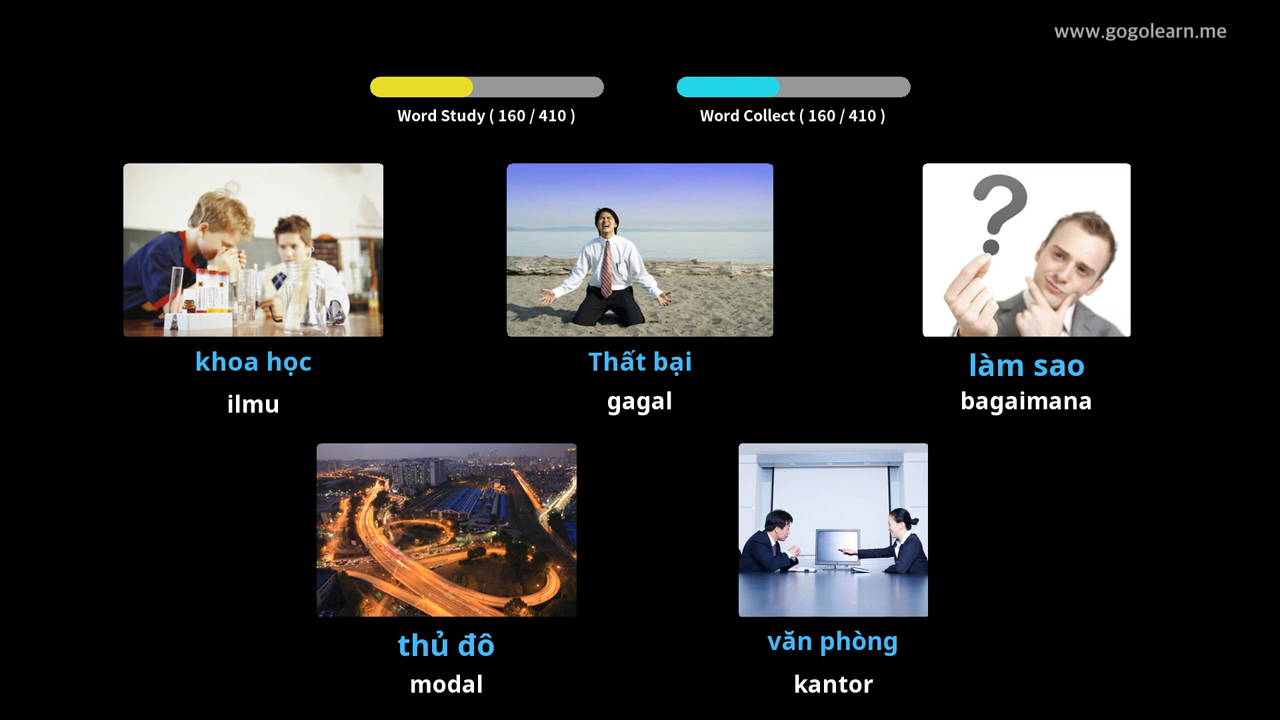 www.gogolearn.me
Word Study ( 160 / 410 )
Word Collect ( 160 / 410 )
khoa học
ilmu
Thất bại
gagal
làm sao
bagaimana
thủ đô
modal
văn phòng
kantor